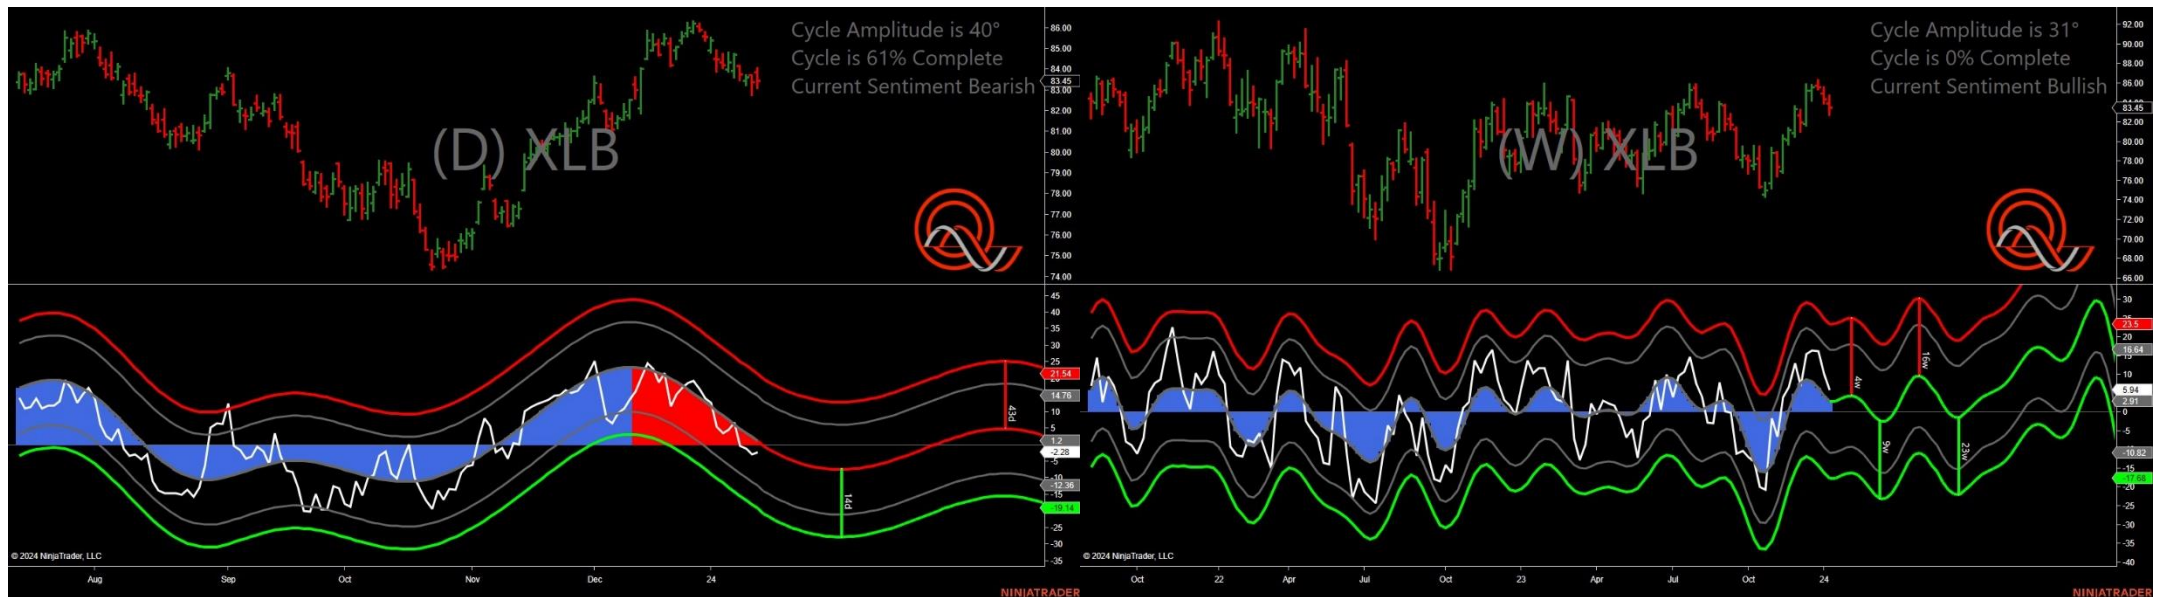 Cycle Amplitude is 40°
Cycle is 61% Complete
Current Sentiment Bearish
(D) XLB
86.00
85.00
84.00
83.45
83.00
82.00
81.00
80.00
79.00
78.00
77.00
76.00
75.00
74.00
45
40
35
30
25
21.54
14.76
10
5
1.2
-2.28
-5
-12.36
-15
-19.14
-25
-30
-35
43d
14d
© 2024 NinjaTrader, LLC
Aug
Sep
Oct
Nov
Dec
24
NINJATRADER
Cycle Amplitude is 31°
Cycle is 0% Complete
Current Sentiment Bullish
(W) XLB
92.00
90.00
88.00
86.00
83.45
82.00
80.00
78.00
76.00
74.00
72.00
70.00
68.00
66.00
30
23.5
20
16.64
5.94
2.91
0
-5
-10.82
-15
-17.68
-20
-25
-30
-35
-40
4w
16w
9w
23w
© 2024 NinjaTrader, LLC
Oct
22
Apr
Jul
Oct
23
Apr
Jul
Oct
24
NINJATRADER